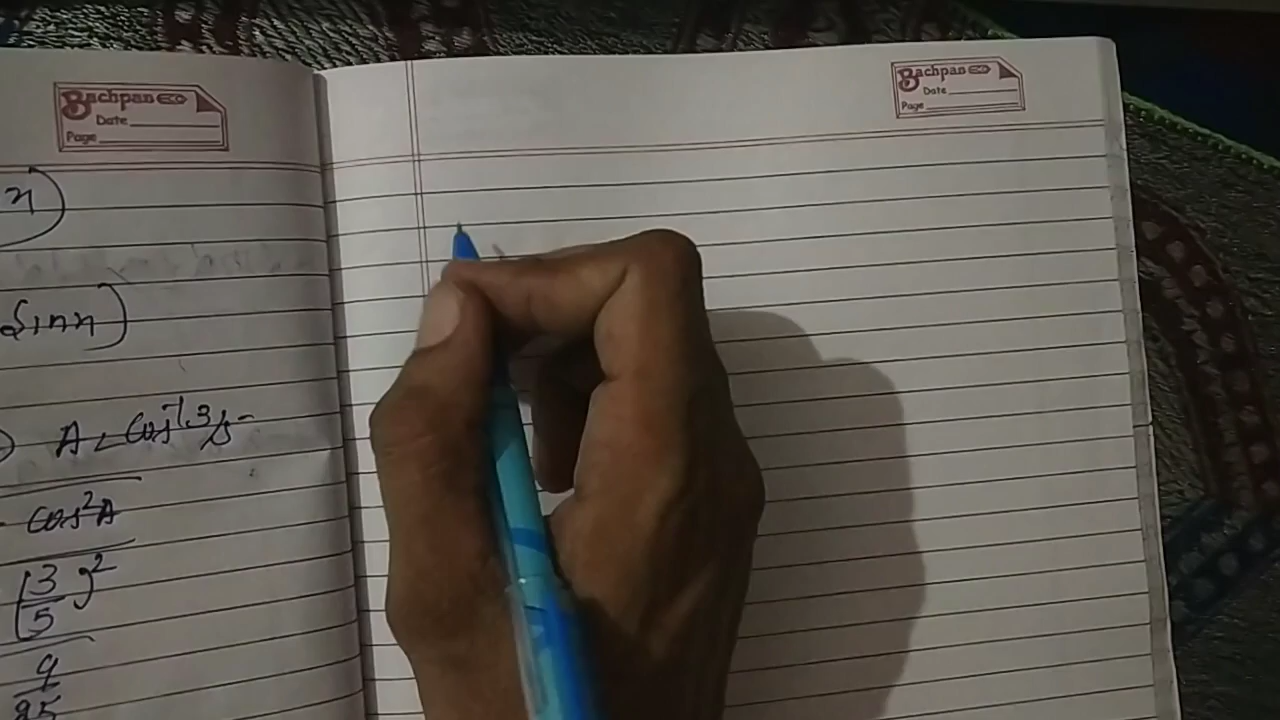 Bachpan
Date
Page
Bachpan
Date
Page
x)
sinx)
A = cos⁻¹ 3/5
cos²A
(3/5)²
9
25